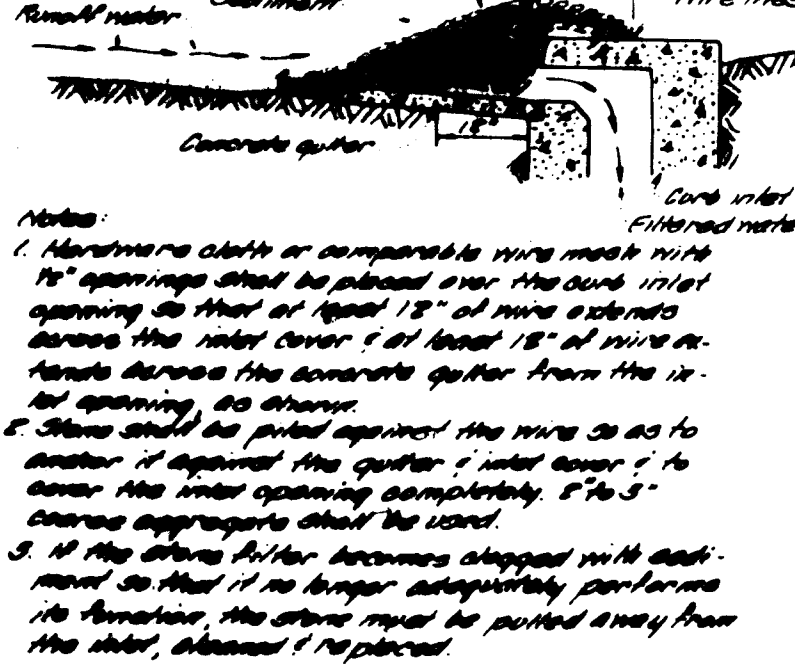 Sediment
Runoff water
18"
Concrete gutter
Curb inlet
Filtered water
Notes:
1. Hardware cloth or comparable wire mesh with
½" openings shall be placed over the curb inlet
opening so that at least 18" of wire extends
across the inlet cover & at least 18" of wire ex-
tends across the concrete gutter from the in-
let opening, as shown.
2. Stone shall be piled against the wire so as to
anchor it against the gutter & inlet cover & to
cover the inlet opening completely. 2" to 3"
coarse aggregate shall be used.
3. If the stone filter becomes clogged with sedi-
ment so that it no longer adequately performs
its function, the stone must be pulled away from
the inlet, cleaned & replaced.